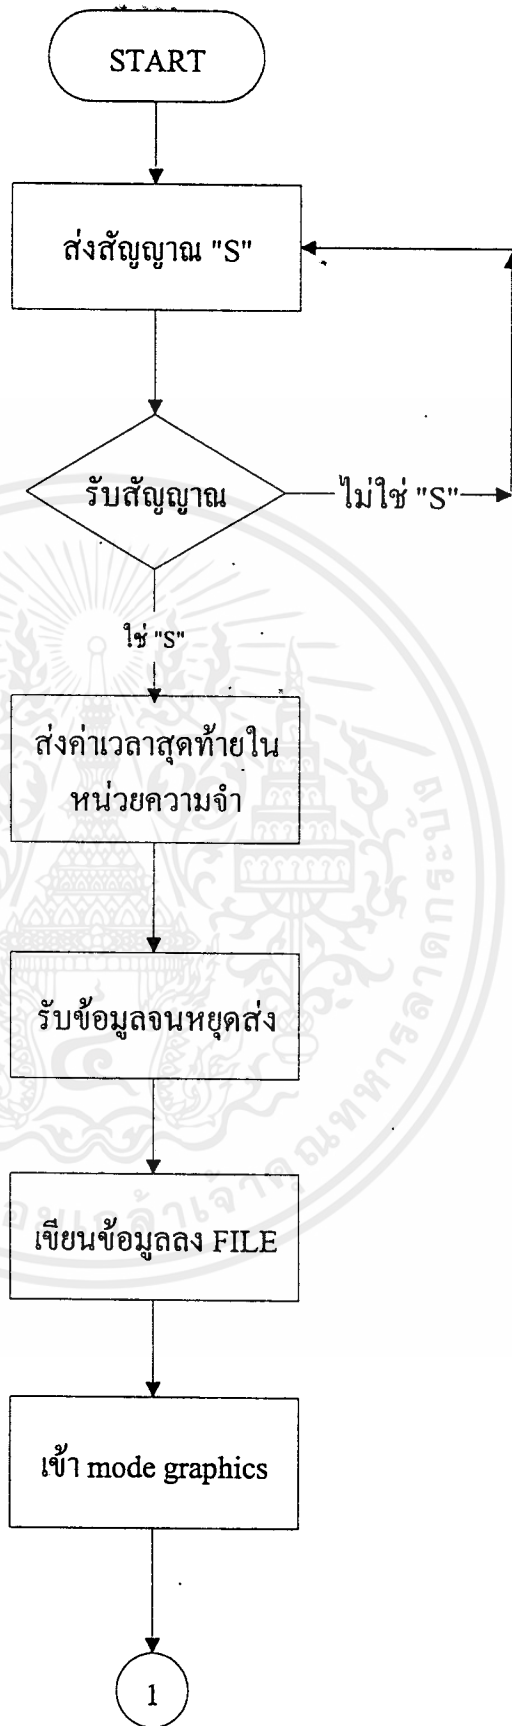 START
ส่งสัญญาณ "S"
รับสัญญาณ
ไม่ใช่ "S"
ใช่ "S"
ส่งค่าเวลาสุดท้ายใน
หน่วยความจำ
รับข้อมูลจนหยุดส่ง
เขียนข้อมูลลง FILE
เข้า mode graphics
1